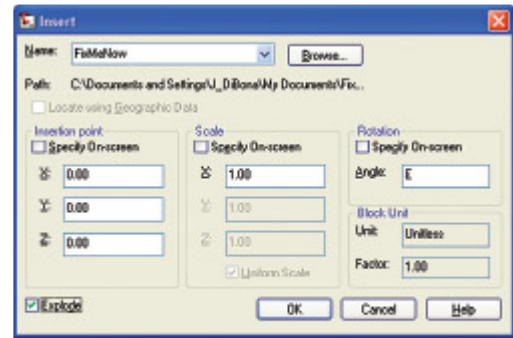 Insert
Name: FixMeNow Browse...
Path: C:\Documents and Settings\J_DiBona\My Documents\Fix...
Locate using Geographic Data
Insertion point
Specify On-screen
X: 0.00
Y: 0.00
Z: 0.00
Scale
Specify On-screen
X: 1.00
Y: 1.00
Z: 1.00
Uniform Scale
Rotation
Specify On-screen
Angle: E
Block Unit
Unit: Unitless
Factor: 1.00
Explode
OK Cancel Help